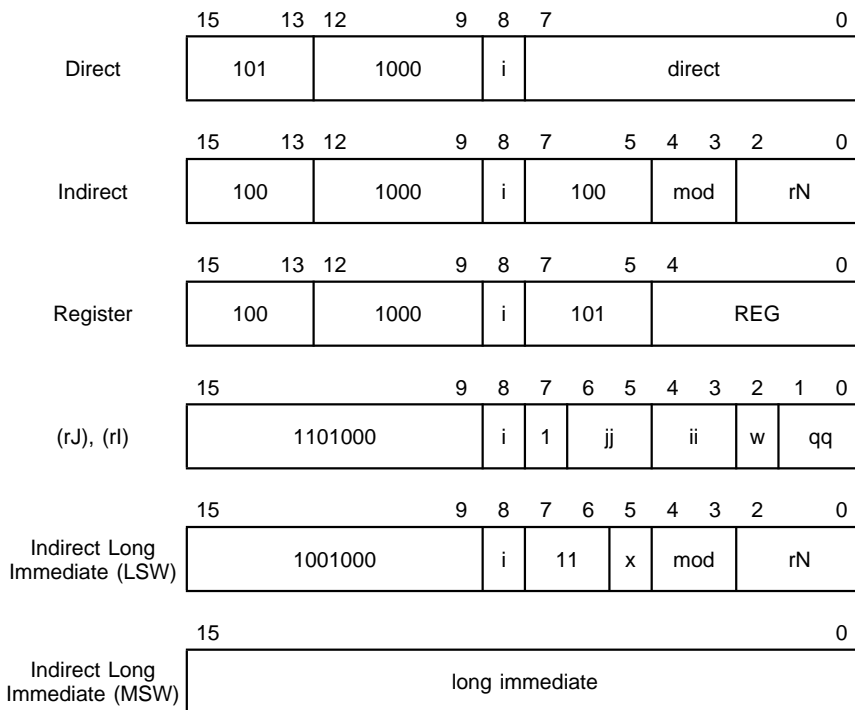 15 13 12 9 8 7 0
Direct 101 1000 i direct
15 13 12 9 8 7 5 4 3 2 0
Indirect 100 1000 i 100 mod rN
15 13 12 9 8 7 5 4 0
Register 100 1000 i 101 REG
15 9 8 7 6 5 4 3 2 1 0
(rJ), (rI) 1101000 i 1 jj ii w qq
15 9 8 7 6 5 4 3 2 0
Indirect Long
Immediate (LSW) 1001000 i 11 x mod rN
15 0
Indirect Long
Immediate (MSW) long immediate